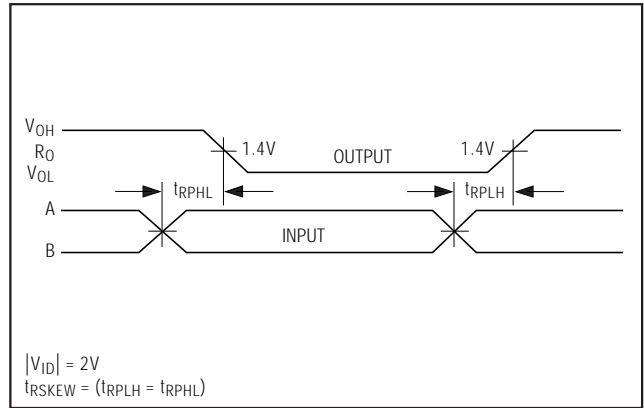 VOH
RO 1.4V OUTPUT 1.4V
VOL
tRPHL tRPLH
A
INPUT
B
|VID| = 2V
tRSKEW = (tRPLH = tRPHL)